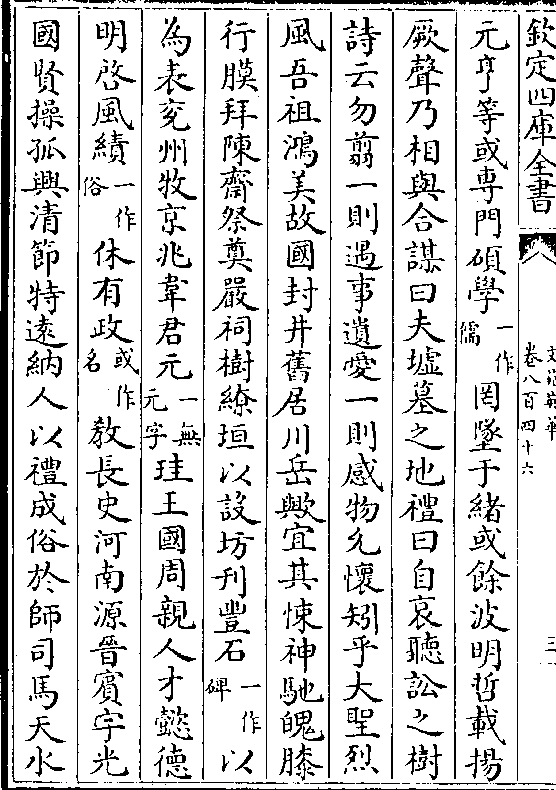 欽定四庫全書
文苑英華
卷八百四十六
三
元亨等或專門碩學一作儒罔墜于緒或餘波明哲載揚
厥聲乃相與合謀曰夫墟墓之地禮曰自哀聽訟之樹
詩云勿翦一則遇事遺愛一則感物允懷矧乎大聖烈
風吾祖鴻美故國封井舊居川岳歟宜其悚神馳魄膝
行膜拜陳齋祭奠嚴祠樹繚垣以設坊刋豐石一作碑以
為表兗州牧京兆韋君元一無元字珪王國周親人才懿德
明啓風績一作俗休有政或作名教長史河南源晉賓宇光
國賢操孤興清節特逺納人以禮成俗於師司馬天水